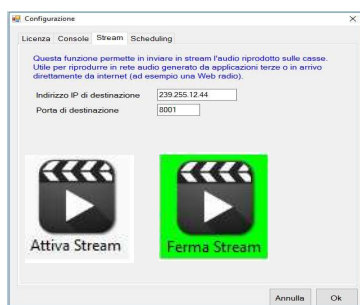 Configurazione
Licenza Console Stream Scheduling
Questa funzione permette in inviare in stream l'audio riprodotto sulle casse.
Utile per riprodurre in rete audio generato da applicazioni terze o in arrivo
direttamente da internet (ad esempio una Web radio).
Indirizzo IP di destinazione 239.255.12.44
Porta di destinazione 8001
Attiva Stream Ferma Stream
Annulla Ok